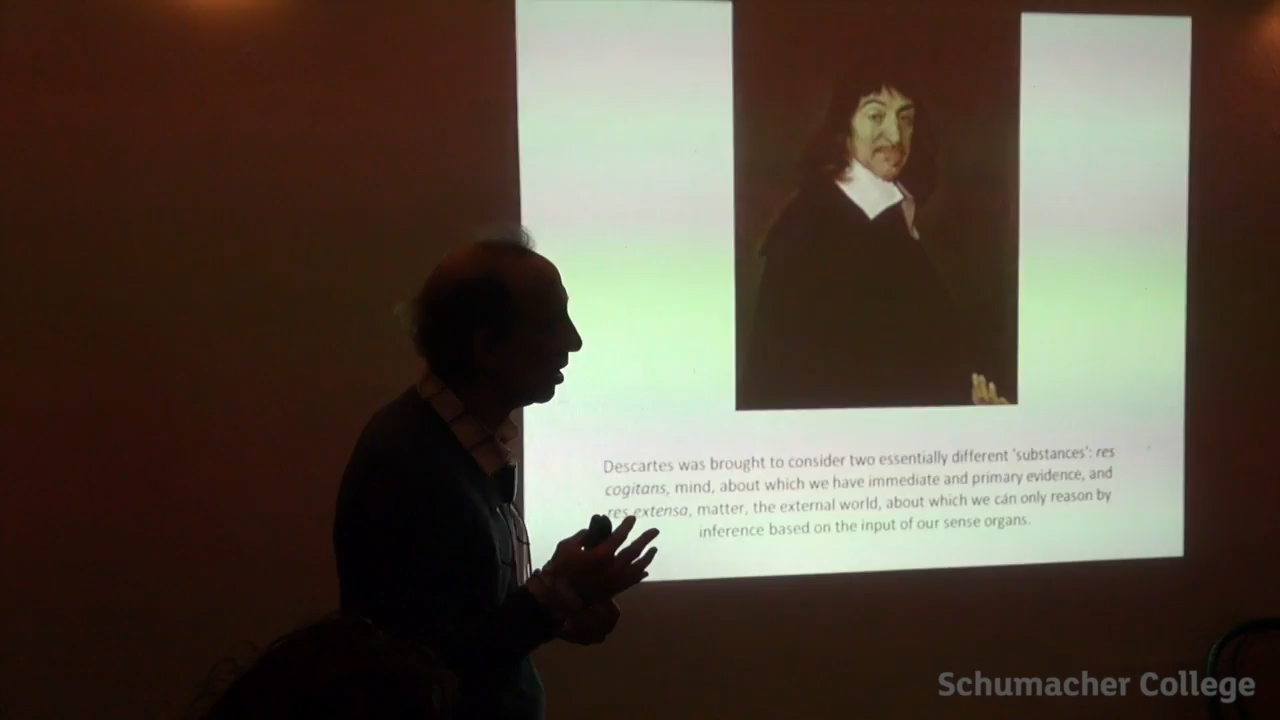 Descartes was brought to consider two essentially different 'substances': res
cogitans, mind, about which we have immediate and primary evidence, and
res extensa, matter, the external world, about which we can only reason by
inference based on the input of our sense organs.
Schumacher College